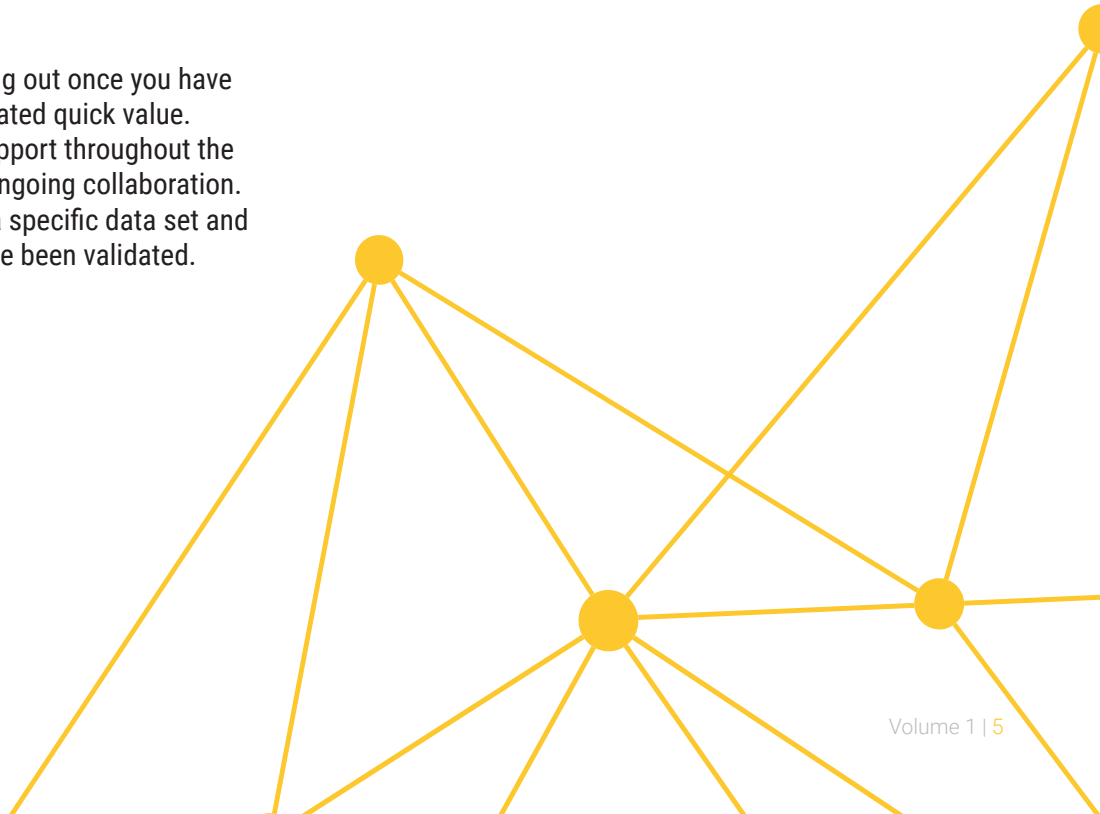 g out once you have
ated quick value.
pport throughout the
ngoing collaboration.
specific data set and
e been validated.
Volume 1 | 5